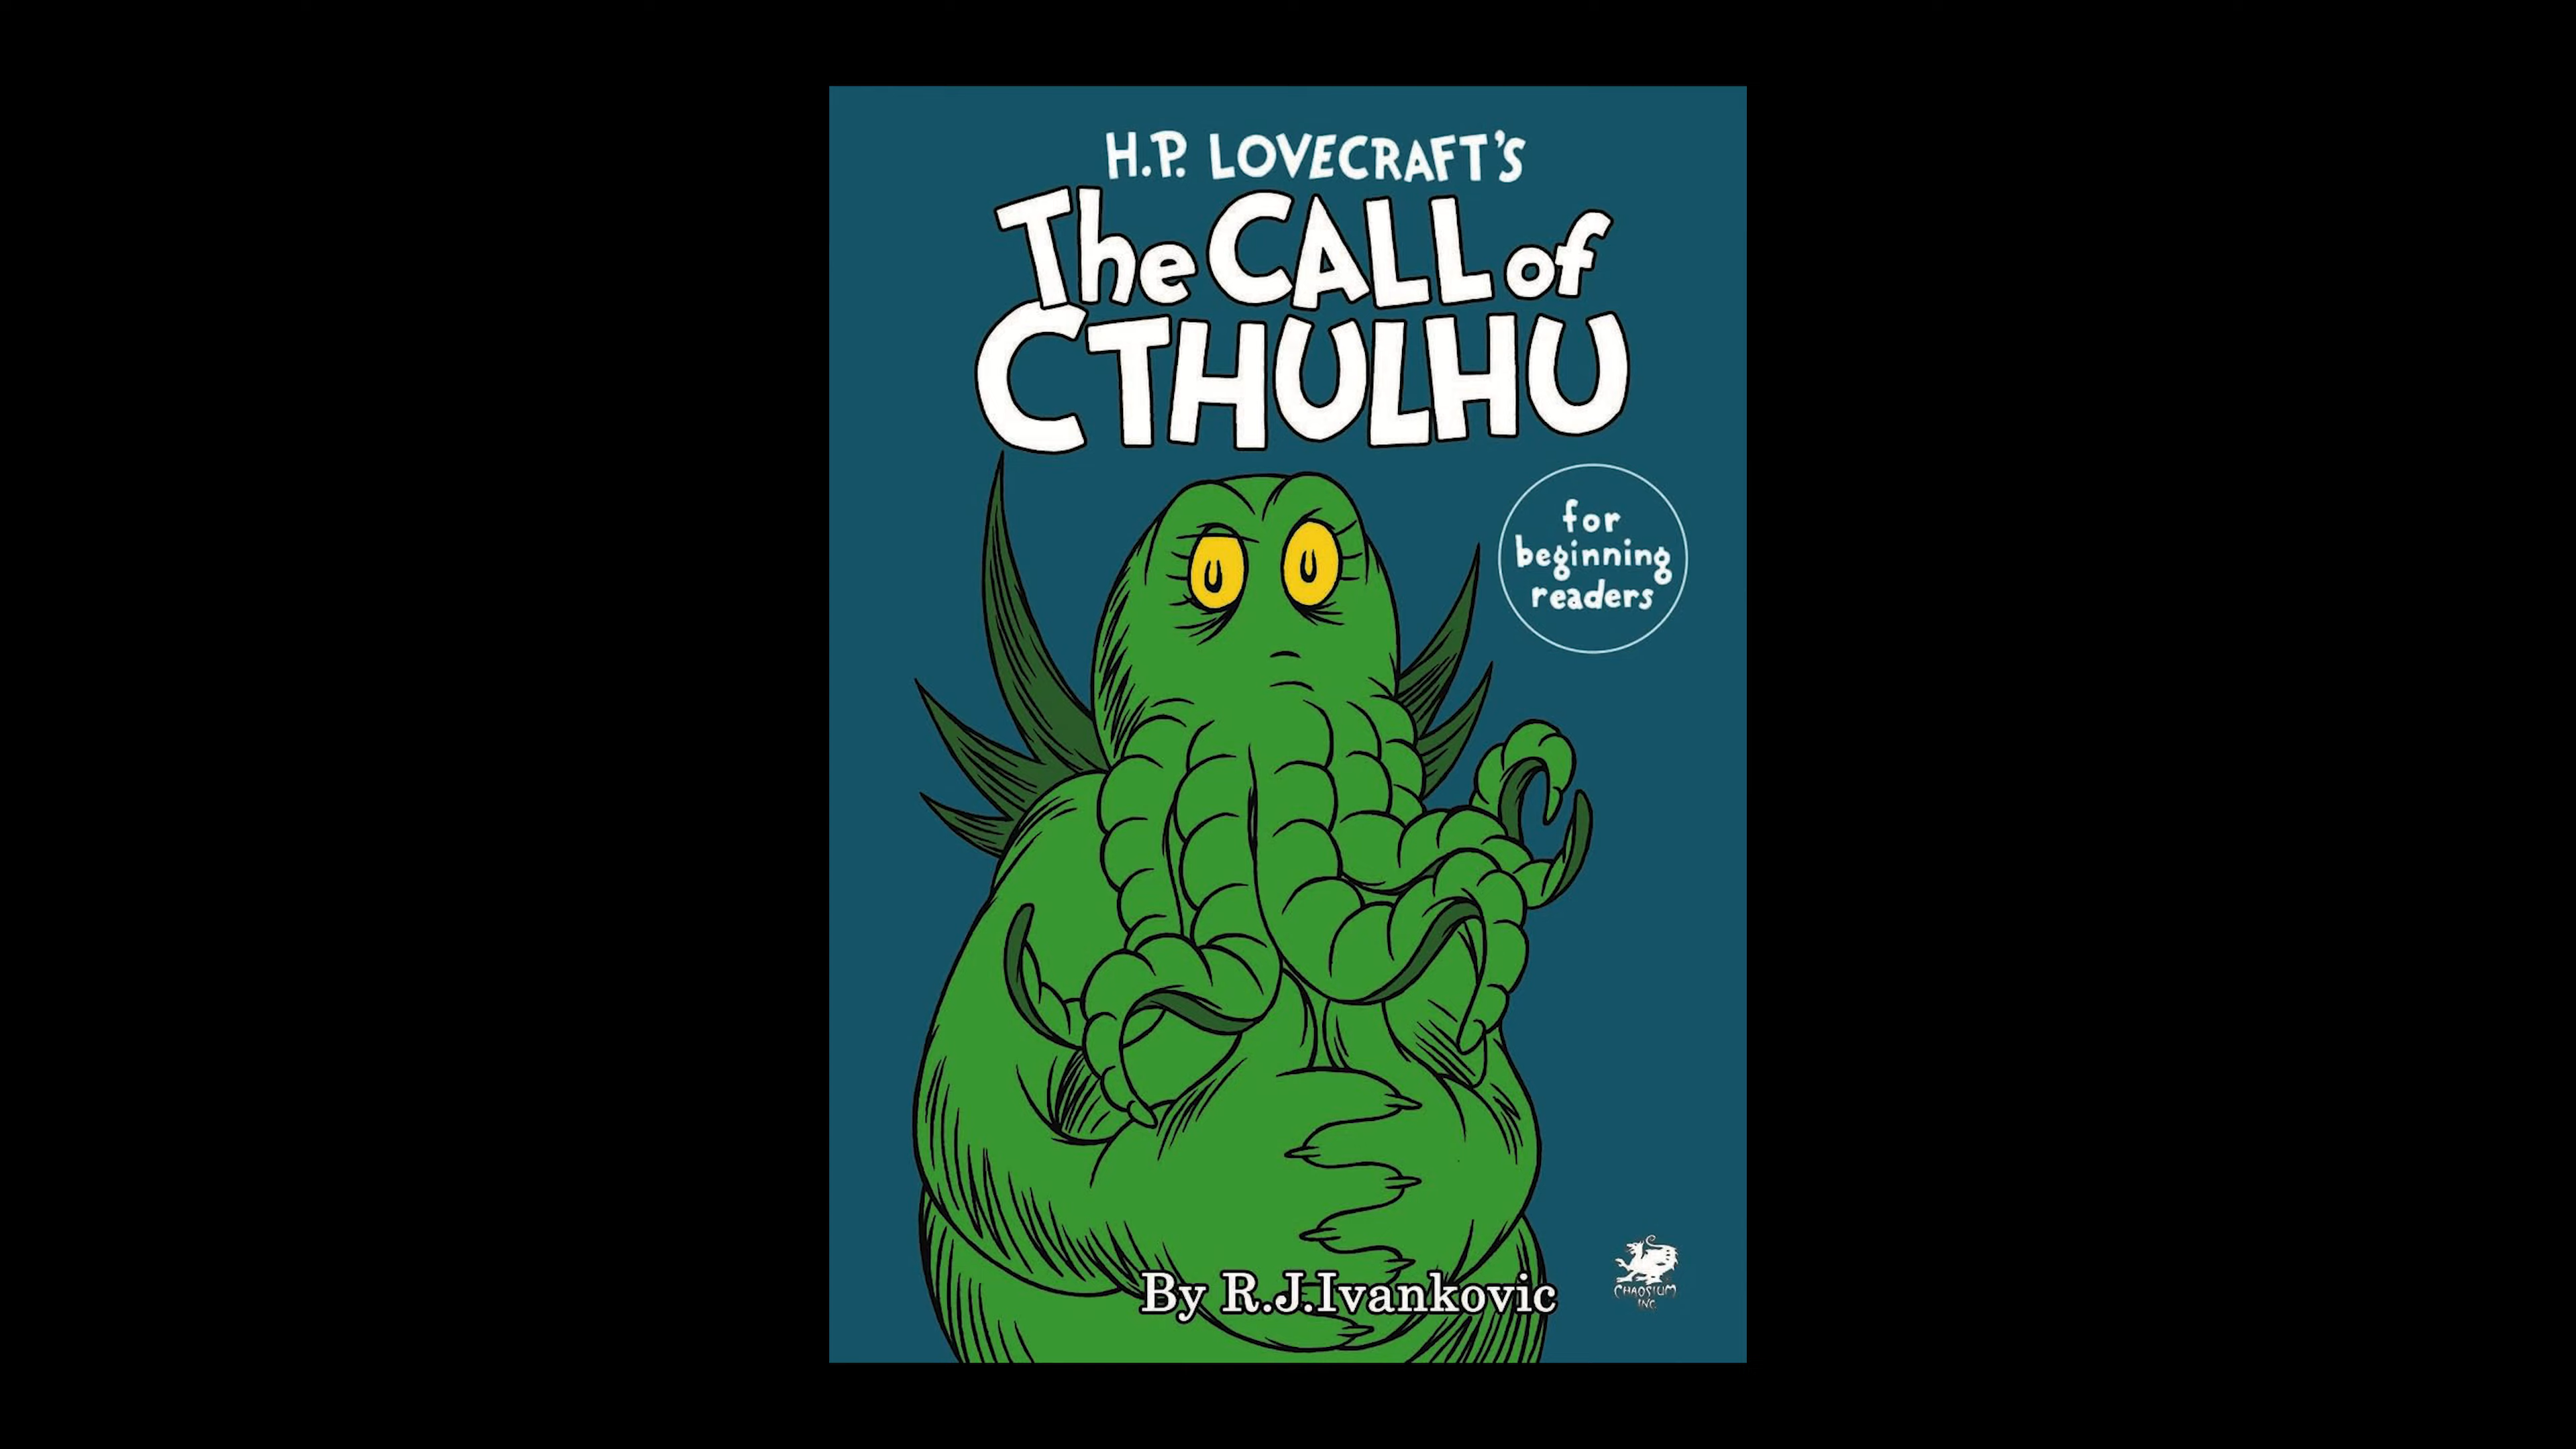 H.P. LOVECRAFT'S
The CALL of
CTHULHU
for
beginning
readers
By R.J.Ivankovic
CHAOSIUM
INC.